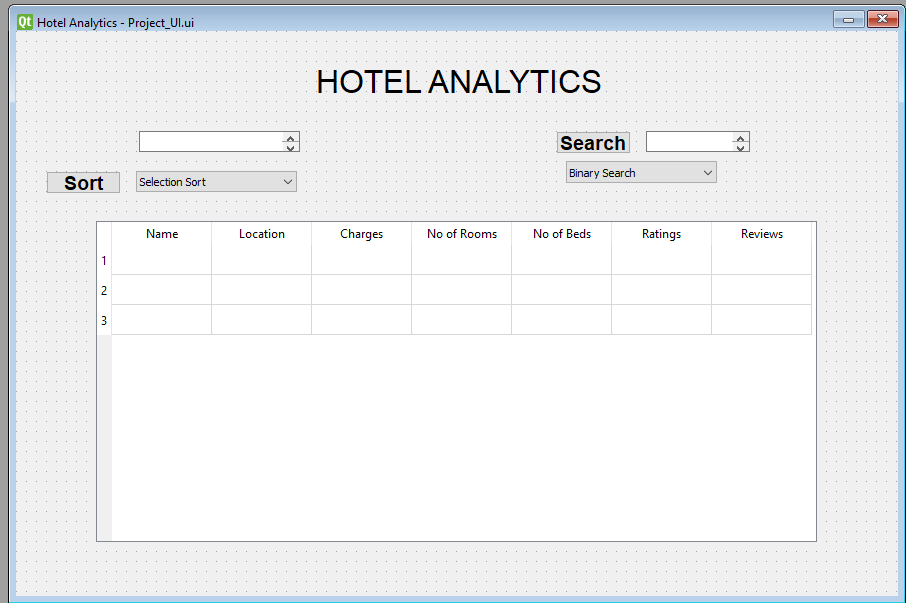 Qt Hotel Analytics - Project_UI.ui
HOTEL ANALYTICS
Search
Sort
Selection Sort
Binary Search
Name Location Charges No of Rooms No of Beds Ratings Reviews
1
2
3